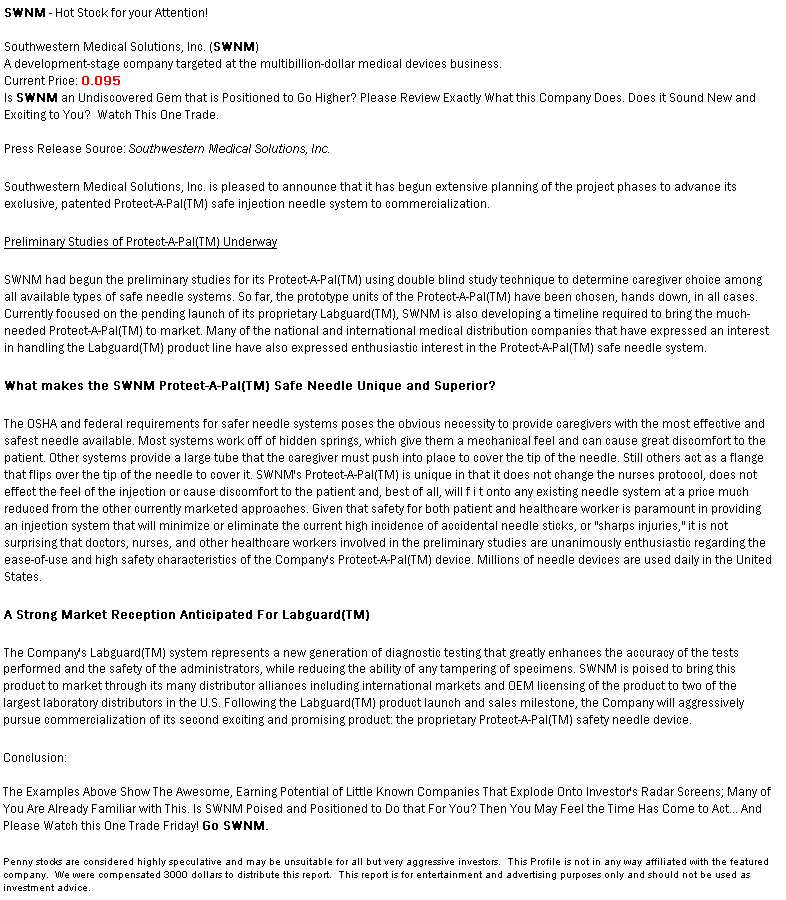 SWNM - Hot Stock for your Attention!
Southwestern Medical Solutions, Inc. (SWNM)
A development-stage company targeted at the multibillion-dollar medical devices business.
Current Price: 0.095
Is SWNM an Undiscovered Gem that is Positioned to Go Higher? Please Review Exactly What this Company Does. Does it Sound New and
Exciting to You?  Watch This One Trade.
Press Release Source: Southwestern Medical Solutions, Inc.
Southwestern Medical Solutions, Inc. is pleased to announce that it has begun extensive planning of the project phases to advance its
exclusive, patented Protect-A-Pal(TM) safe injection needle system to commercialization.
Preliminary Studies of Protect-A-Pal(TM) Underway
SWNM had begun the preliminary studies for its Protect-A-Pal(TM) using double blind study technique to determine caregiver choice among
all available types of safe needle systems. So far, the prototype units of the Protect-A-Pal(TM) have been chosen, hands down, in all cases.
Currently focused on the pending launch of its proprietary Labguard(TM), SWNM is also developing a timeline required to bring the much-
needed Protect-A-Pal(TM) to market. Many of the national and international medical distribution companies that have expressed an interest
in handling the Labguard(TM) product line have also expressed enthusiastic interest in the Protect-A-Pal(TM) safe needle system.
What makes the SWNM Protect-A-Pal(TM) Safe Needle Unique and Superior?
The OSHA and federal requirements for safer needle systems poses the obvious necessity to provide caregivers with the most effective and
safest needle available. Most systems work off of hidden springs, which give them a mechanical feel and can cause great discomfort to the
patient. Other systems provide a large tube that the caregiver must push into place to cover the tip of the needle. Still others act as a flange
that flips over the tip of the needle to cover it. SWNM's Protect-A-Pal(TM) is unique in that it does not change the nurses protocol, does not
effect the feel of the injection or cause discomfort to the patient and, best of all, will f i t onto any existing needle system at a price much
reduced from the other currently marketed approaches. Given that safety for both patient and healthcare worker is paramount in providing
an injection system that will minimize or eliminate the current high incidence of accidental needle sticks, or "sharps injuries," it is not
surprising that doctors, nurses, and other healthcare workers involved in the preliminary studies are unanimously enthusiastic regarding the
ease-of-use and high safety characteristics of the Company's Protect-A-Pal(TM) device. Millions of needle devices are used daily in the United
States.
A Strong Market Reception Anticipated For Labguard(TM)
The Company's Labguard(TM) system represents a new generation of diagnostic testing that greatly enhances the accuracy of the tests
performed and the safety of the administrators, while reducing the ability of any tampering of specimens. SWNM is poised to bring this
product to market through its many distributor alliances including international markets and OEM licensing of the product to two of the
largest laboratory distributors in the U.S. Following the Labguard(TM) product launch and sales milestone, the Company will aggressively
pursue commercialization of its second exciting and promising product: the proprietary Protect-A-Pal(TM) safety needle device.
Conclusion:
The Examples Above Show The Awesome, Earning Potential of Little Known Companies That Explode Onto Investor's Radar Screens; Many of
You Are Already Familiar with This. Is SWNM Poised and Positioned to Do that For You? Then You May Feel the Time Has Come to Act... And
Please Watch this One Trade Friday! Go SWNM.
Penny stocks are considered highly speculative and may be unsuitable for all but very aggressive investors.  This Profile is not in any way affiliated with the featured
company.  We were compensated 3000 dollars to distribute this report.  This report is for entertainment and advertising purposes only and should not be used as
investment advice.